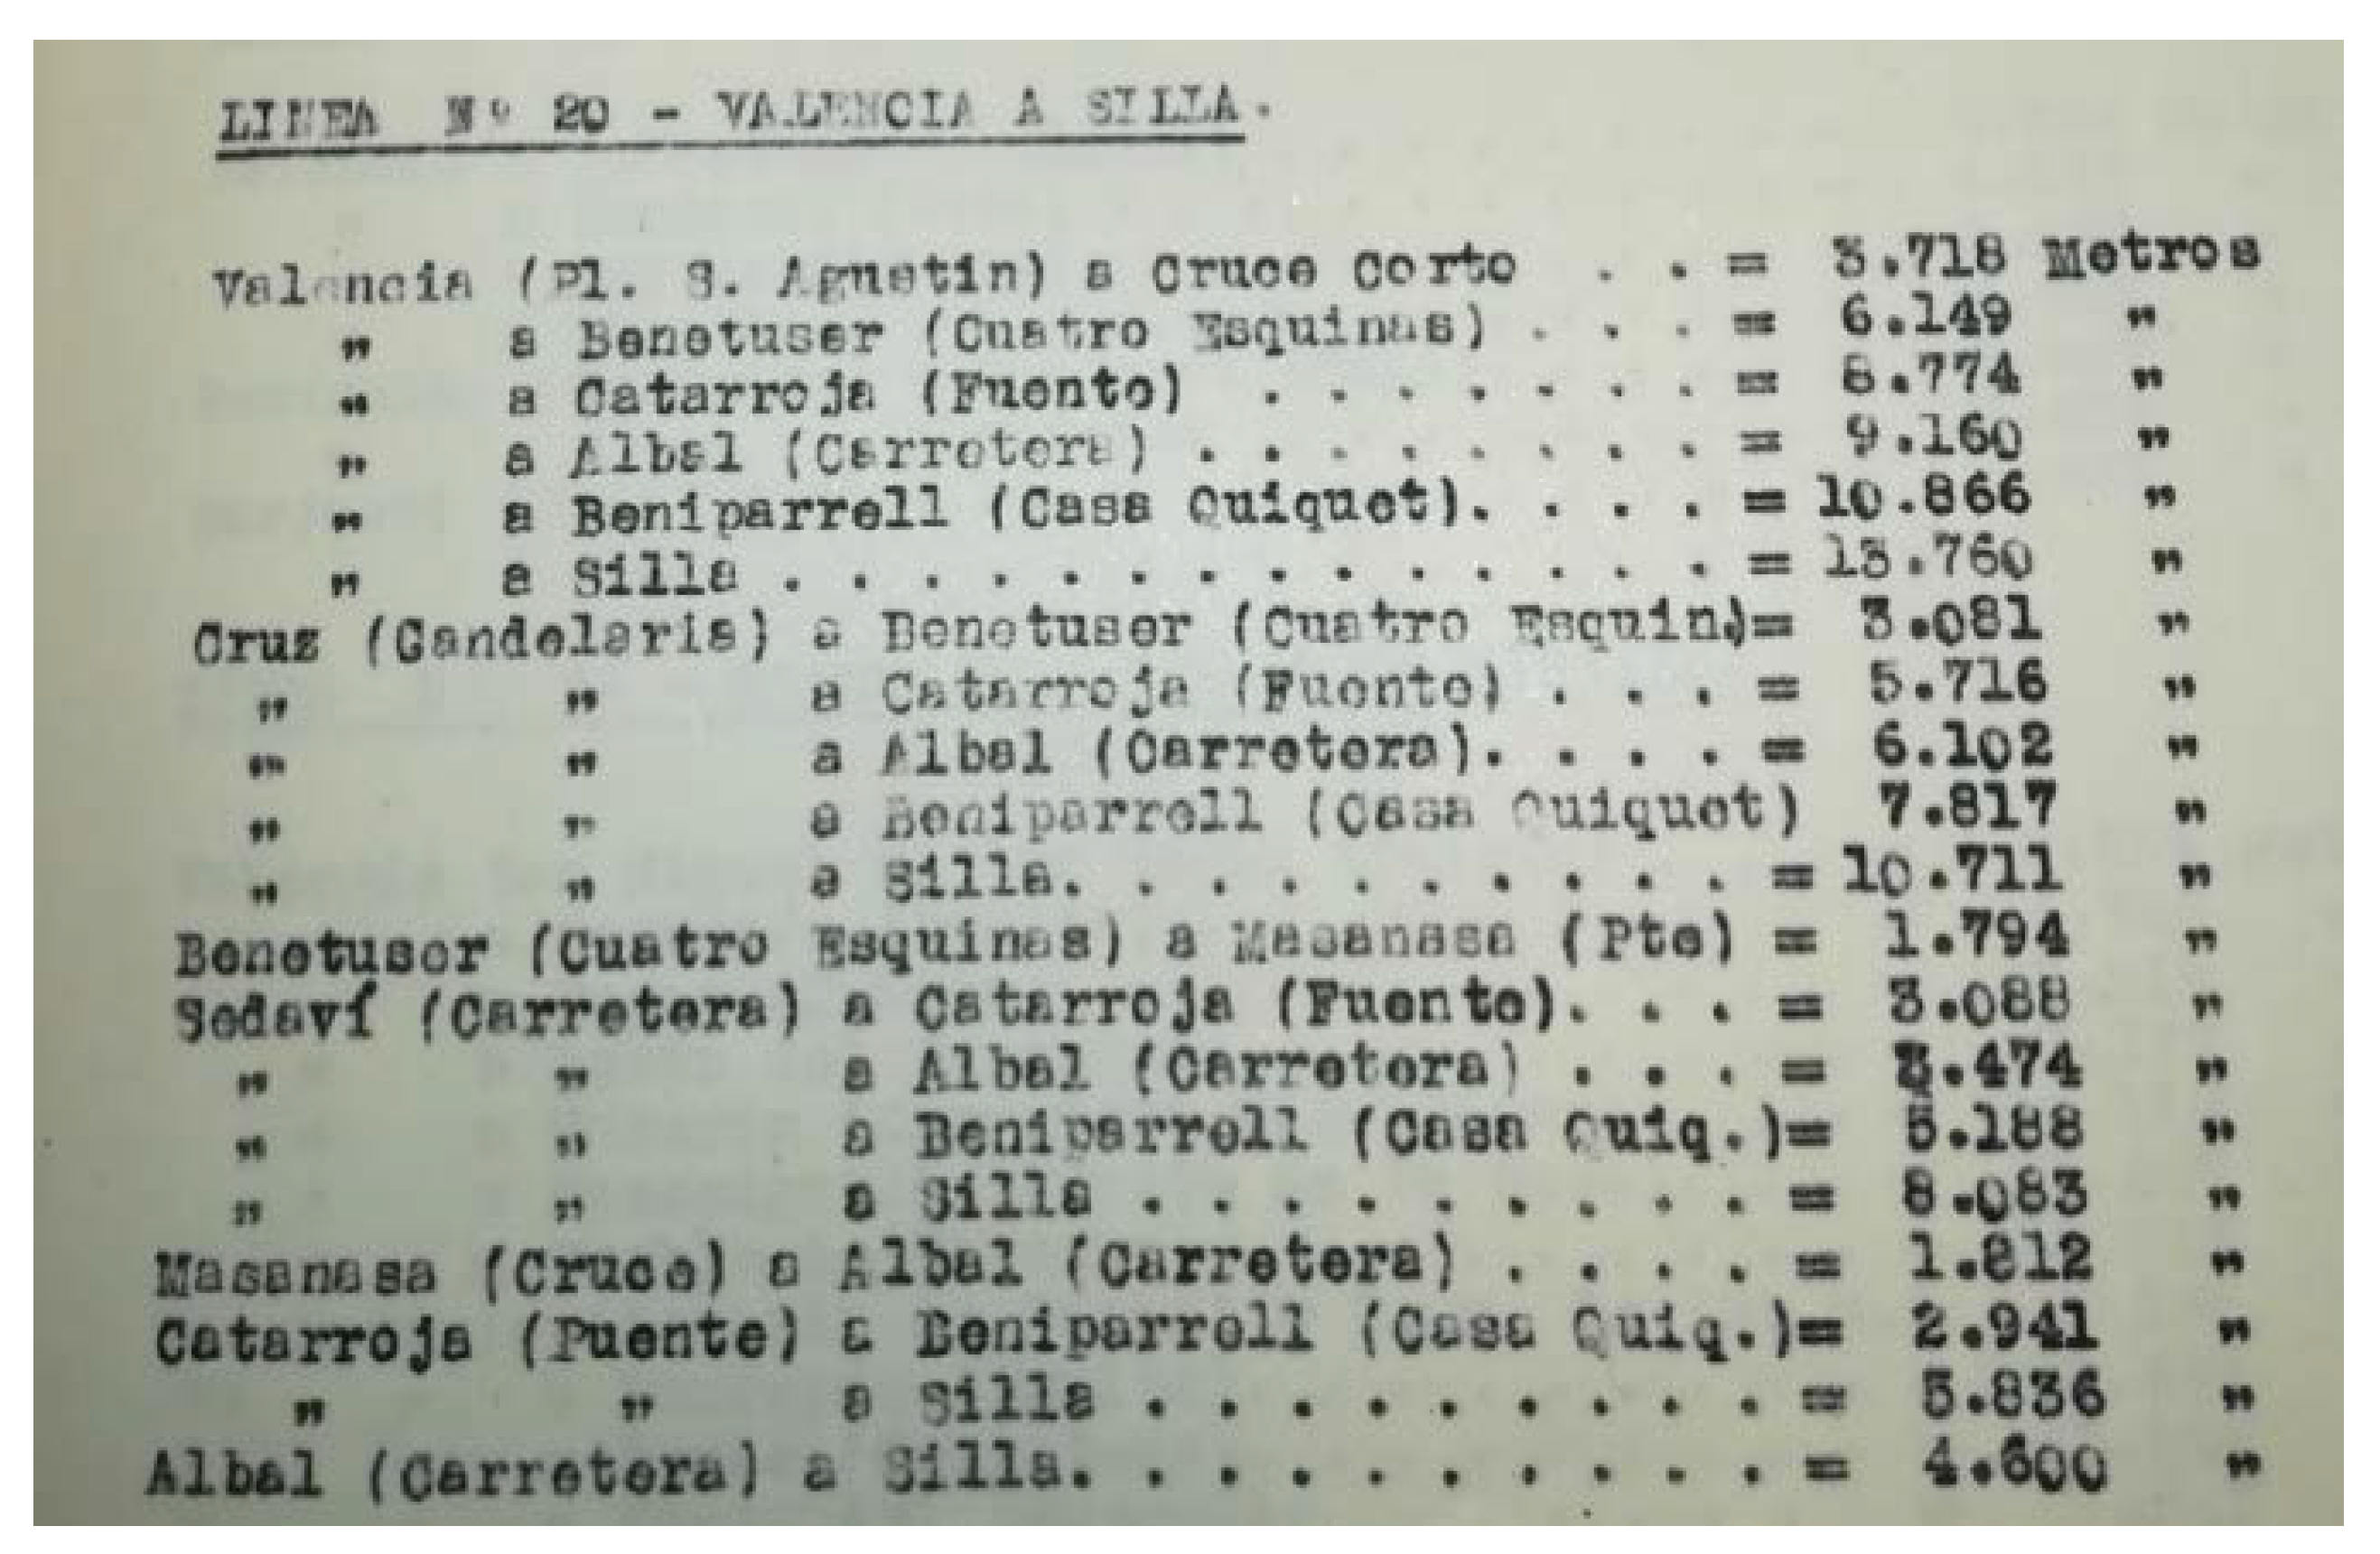 LINEA Nº 20 - VALENCIA A SILLA.
Valencia (Pl. S. Agustin) a Cruce Corto . . = 3.718 Metros
" a Benetuser (Cuatro Esquinas) . . . = 6.149 "
" a Catarroja (Fuente) . . . . . . . = 8.774 "
" a Albal (Carretera) . . . . . . . . = 9.160 "
" a Beniparrell (Casa Quiquet). . . . = 10.866 "
" a Silla . . . . . . . . . . . . . . = 13.760 "
Cruz (Candelaria) a Benetuser (Cuatro Esquin)= 3.081 "
" " a Catarroja (Fuente) . . . = 5.716 "
" " a Albal (Carretera). . . . = 6.102 "
" " a Beniparrell (Casa Quiquet) 7.817 "
" " a Silla. . . . . . . . . . = 10.711 "
Benetuser (Cuatro Esquinas) a Masanasa (Pte) = 1.794 "
Sedaví (Carretera) a Catarroja (Fuente). . . = 3.088 "
" " a Albal (Carretera) . . . = 3.474 "
" " a Beniparrell (Casa Quiq.)= 5.188 "
" " a Silla . . . . . . . . . = 8.083 "
Masanasa (Cruce) a Albal (Carretera) . . . . = 1.812 "
Catarroja (Puente) a Beniparrell (Casa Quiq.)= 2.941 "
" " a Silla . . . . . . . . . = 5.836 "
Albal (Carretera) a Silla. . . . . . . . . . = 4.600 "